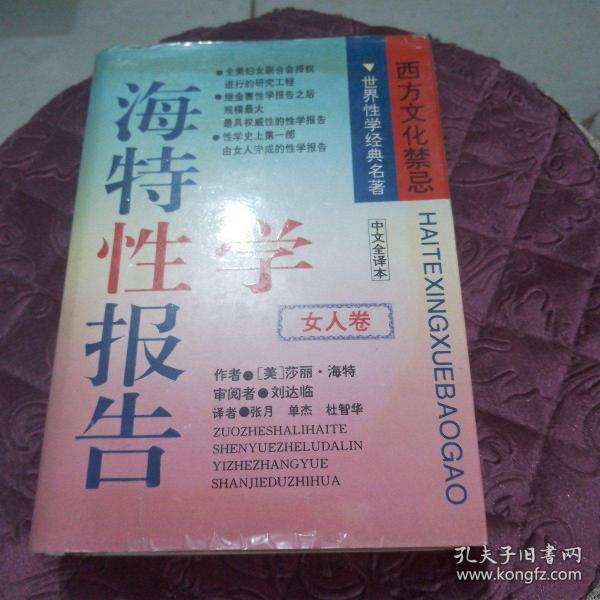 西方文化禁忌
▼世界性学经典名著
●全美妇女联合会授权
进行的研究工程
●继金赛性学报告之后
规模最大
最具权威性的性学报告
●性学史上第一部
由女人完成的性学报告
海特性学报告
中文全译本
女人卷
HAITEXINGXUEBAOGAO
作者●[美]莎丽·海特
审阅者●刘达临
译者●张月 单杰 杜智华
ZUOZHESHALIHAITE
SHENYUEZHELUDALIN
YIZHEZHANGYUE
SHANJIEDUZHIHUA
孔夫子旧书网
www.kongfz.com